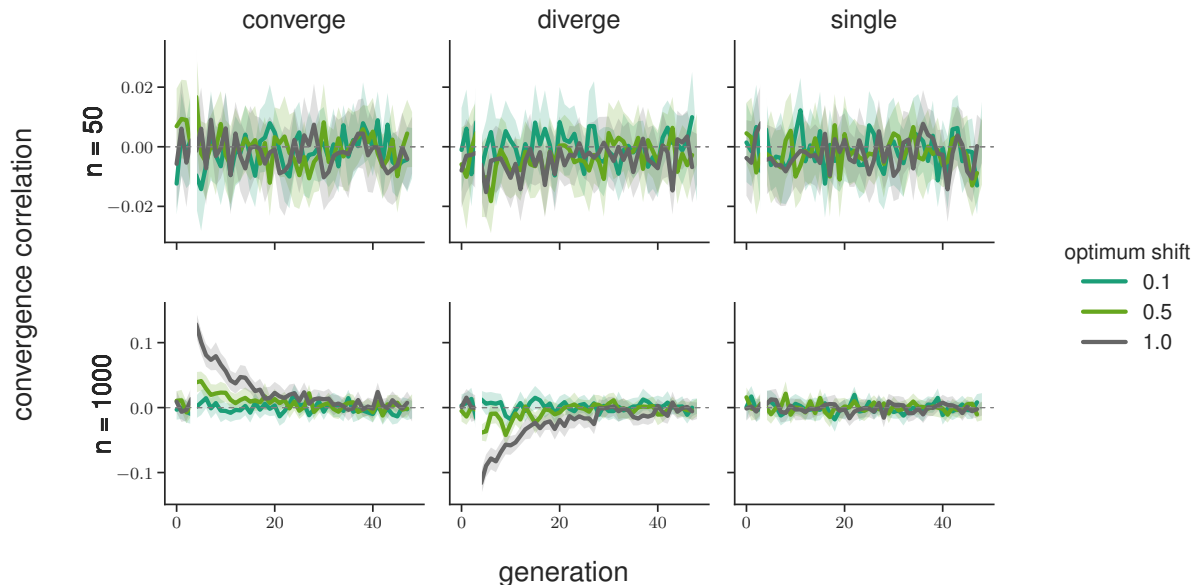 converge diverge single
convergence correlation
n = 50
0.02
0.00
−0.02
n = 1000
0.1
0.0
−0.1
0 20 40 0 20 40 0 20 40
generation
optimum shift
0.1
0.5
1.0